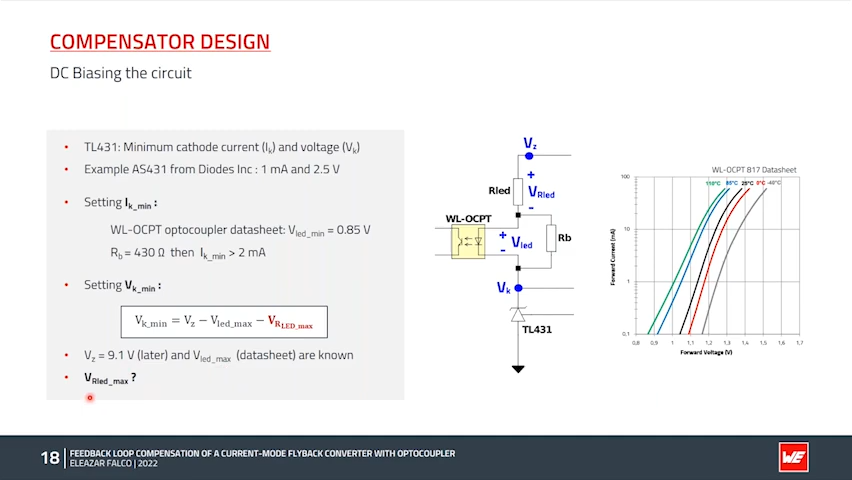 COMPENSATOR DESIGN
DC Biasing the circuit
• TL431: Minimum cathode current (Ik) and voltage (Vk)
• Example AS431 from Diodes Inc : 1 mA and 2.5 V
• Setting Ik_min :
WL-OCPT optocoupler datasheet: Vled_min = 0.85 V
Rb = 430 Ω then Ik_min > 2 mA
• Setting Vk_min :
Vk_min = Vz − Vled_max − VRLED_max
• Vz = 9.1 V (later) and Vled_max (datasheet) are known
• VRled_max ?
Vz
+
Rled
VRled
-
WL-OCPT
+
Vled
-
Rb
Vk
TL431
WL-OCPT 817 Datasheet
110°C 85°C 25°C 0°C -40°C
Forward Current (mA)
100
10
1
0.1
0.8 0.9 1 1,1 1,2 1,3 1,4 1,5 1,6 1,7
Forward Voltage (V)
18
FEEDBACK LOOP COMPENSATION OF A CURRENT-MODE FLYBACK CONVERTER WITH OPTOCOUPLER
ELEAZAR FALCO | 2022
WE